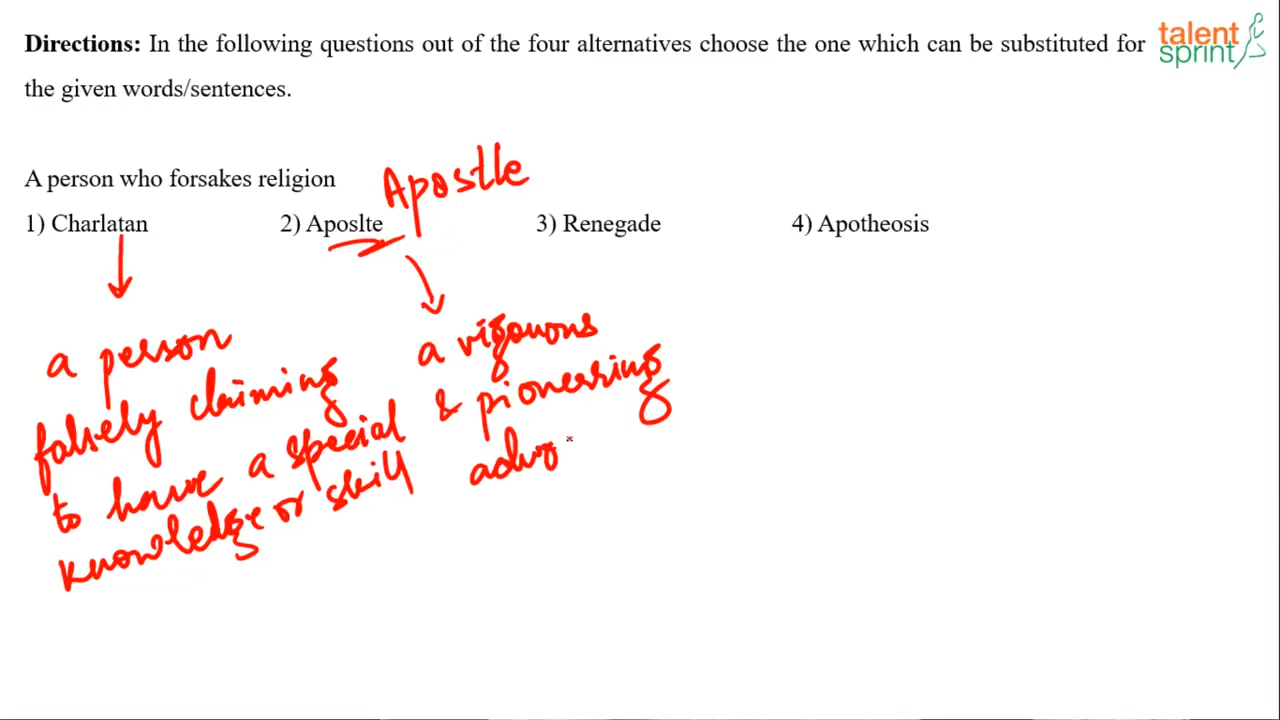 Directions: In the following questions out of the four alternatives choose the one which can be substituted for
the given words/sentences.
talent
sprint
A person who forsakes religion
Apostle
1) Charlatan 2) Aposlte 3) Renegade 4) Apotheosis
a person
falsely claiming
to have a special
knowledge or skill
a vigourous
& pioneering
advo